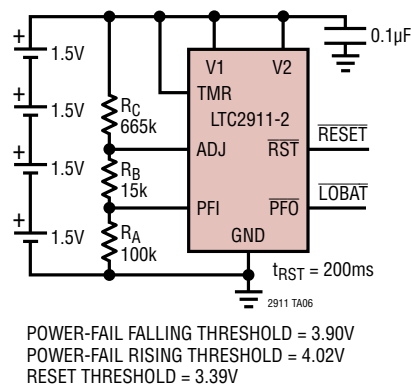 +
1.5V
+
1.5V
+
1.5V
+
1.5V
RC
665k
RB
15k
RA
100k
V1 V2
TMR
LTC2911-2
ADJ RST
PFI PFO
GND
0.1µF
RESET
LOBAT
tRST = 200ms
2911 TA06
POWER-FAIL FALLING THRESHOLD = 3.90V
POWER-FAIL RISING THRESHOLD = 4.02V
RESET THRESHOLD = 3.39V